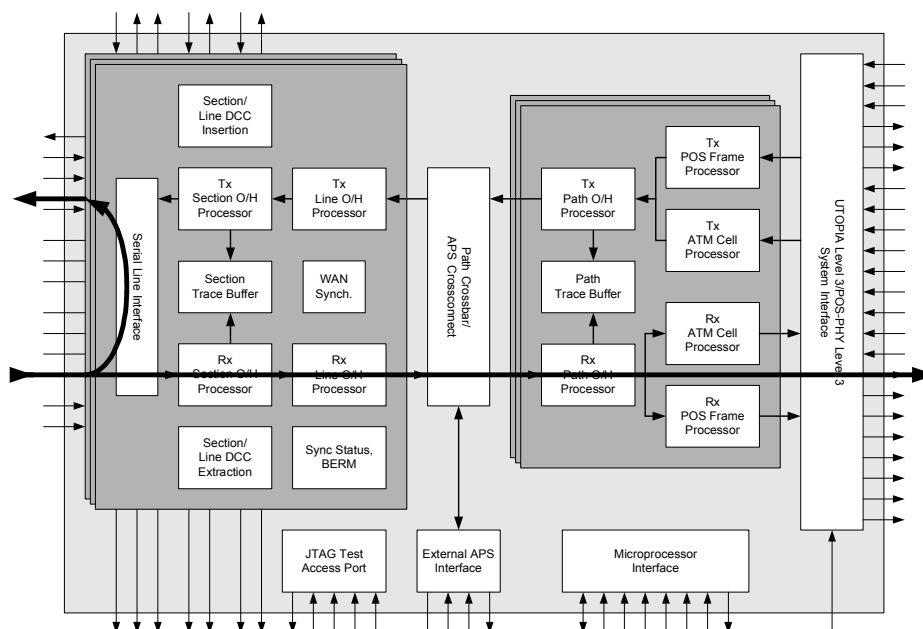 Section/
Line DCC
Insertion
Tx
Section O/H
Processor
Tx
Line O/H
Processor
Serial Line Interface
Section
Trace Buffer
WAN
Synch.
Rx
Section O/H
Processor
Rx
Line O/H
Processor
Section/
Line DCC
Extraction
Sync Status,
BERM
Path Crossbar/
APS Crossconnect
Tx
Path O/H
Processor
Path
Trace Buffer
Rx
Path O/H
Processor
Tx
POS Frame
Processor
Tx
ATM Cell
Processor
Rx
ATM Cell
Processor
Rx
POS Frame
Processor
UTOPIA Level 3/POS-PHY Level 3
System Interface
JTAG Test
Access Port
External APS
Interface
Microprocessor
Interface